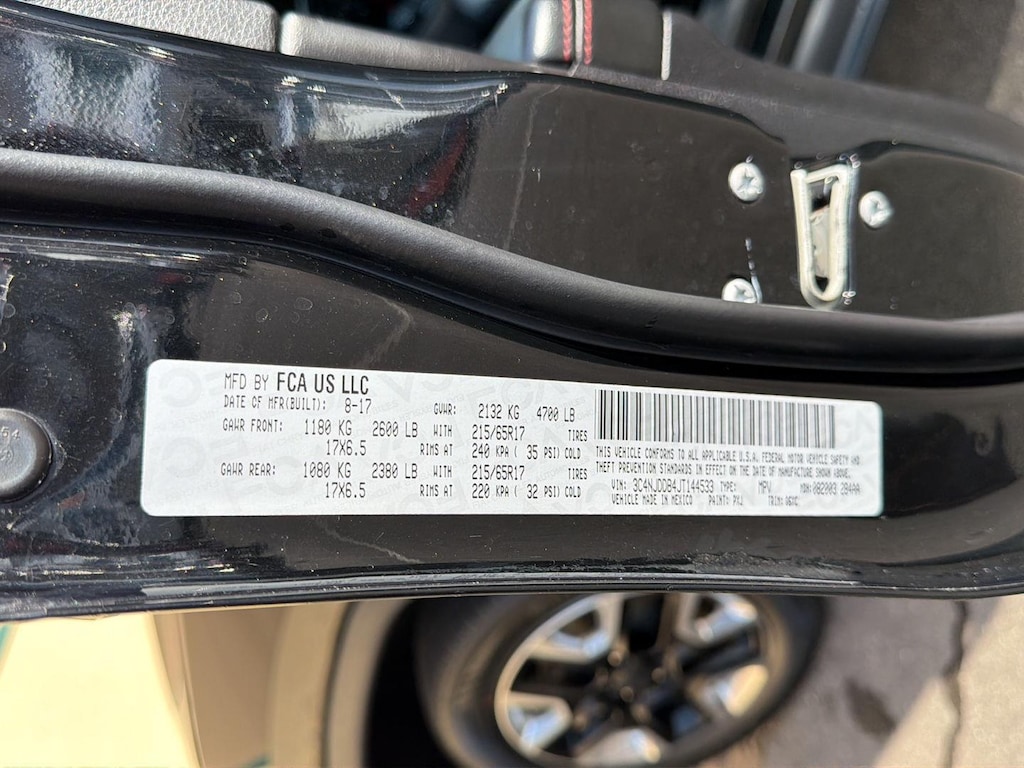 MFD BY FCA US LLC
DATE OF MFR(BUILT): 8-17 GVWR: 2132 KG 4700 LB
GAWR FRONT: 1180 KG 2600 LB WITH 215/65R17 TIRES
17X6.5 RIMS AT 240 KPA ( 35 PSI) COLD
GAWR REAR: 1080 KG 2380 LB WITH 215/65R17 TIRES
17X6.5 RIMS AT 220 KPA ( 32 PSI) COLD
THIS VEHICLE CONFORMS TO ALL APPLICABLE U.S.A. FEDERAL MOTOR VEHICLE SAFETY AND
THEFT PREVENTION STANDARDS IN EFFECT ON THE DATE OF MANUFACTURE SHOWN ABOVE.
VIN: 3C4NJDDB4JT144533 TYPE: MPV MDH: 082003 284AA
VEHICLE MADE IN MEXICO PAINT: PXJ TRIM: